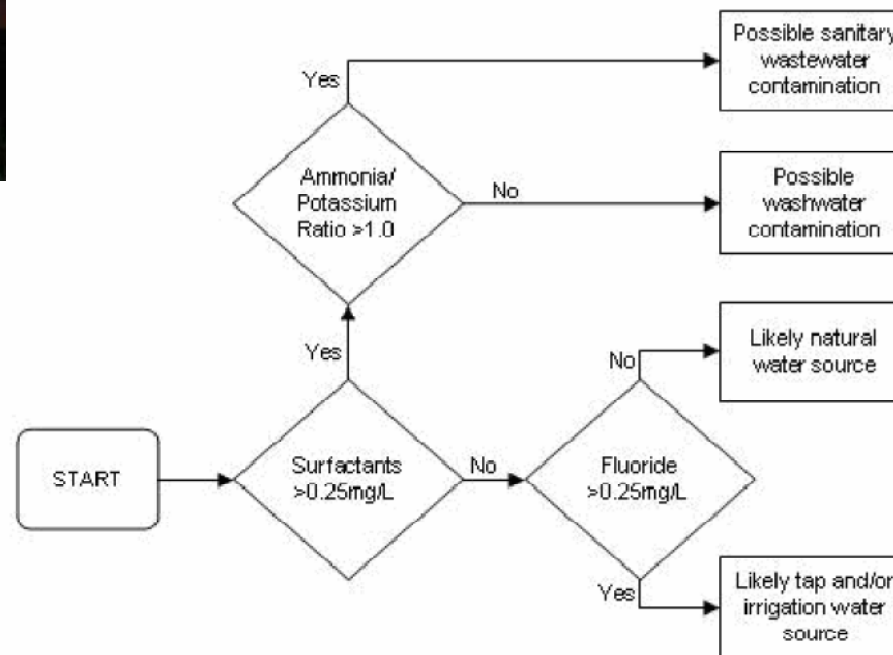 Possible sanitary
wastewater
contamination
Yes
Ammonia/
Potassium
Ratio >1.0
No
Possible
washwater
contamination
Yes
No
Likely natural
water source
START
Surfactants
>0.25mg/L
No
Fluoride
>0.25mg/L
Yes
Likely tap and/or
irrigation water
source